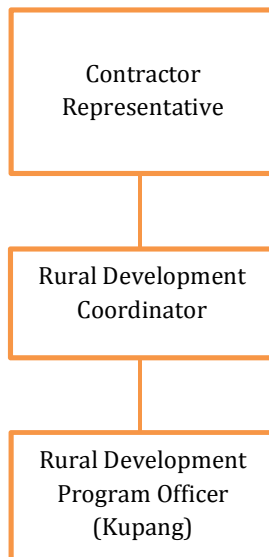 Contractor
Representative
Rural Development
Coordinator
Rural Development
Program Officer
(Kupang)